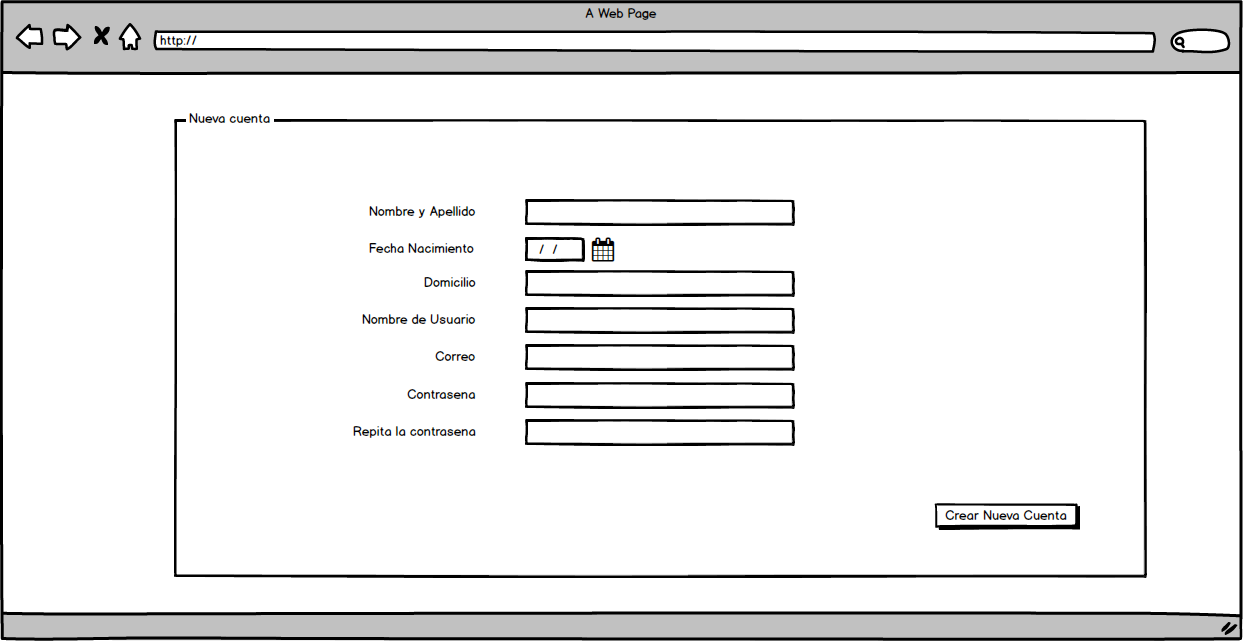 A Web Page
http://
Nueva cuenta
Nombre y Apellido
Fecha Nacimiento
/ /
Domicilio
Nombre de Usuario
Correo
Contrasena
Repita la contrasena
Crear Nueva Cuenta